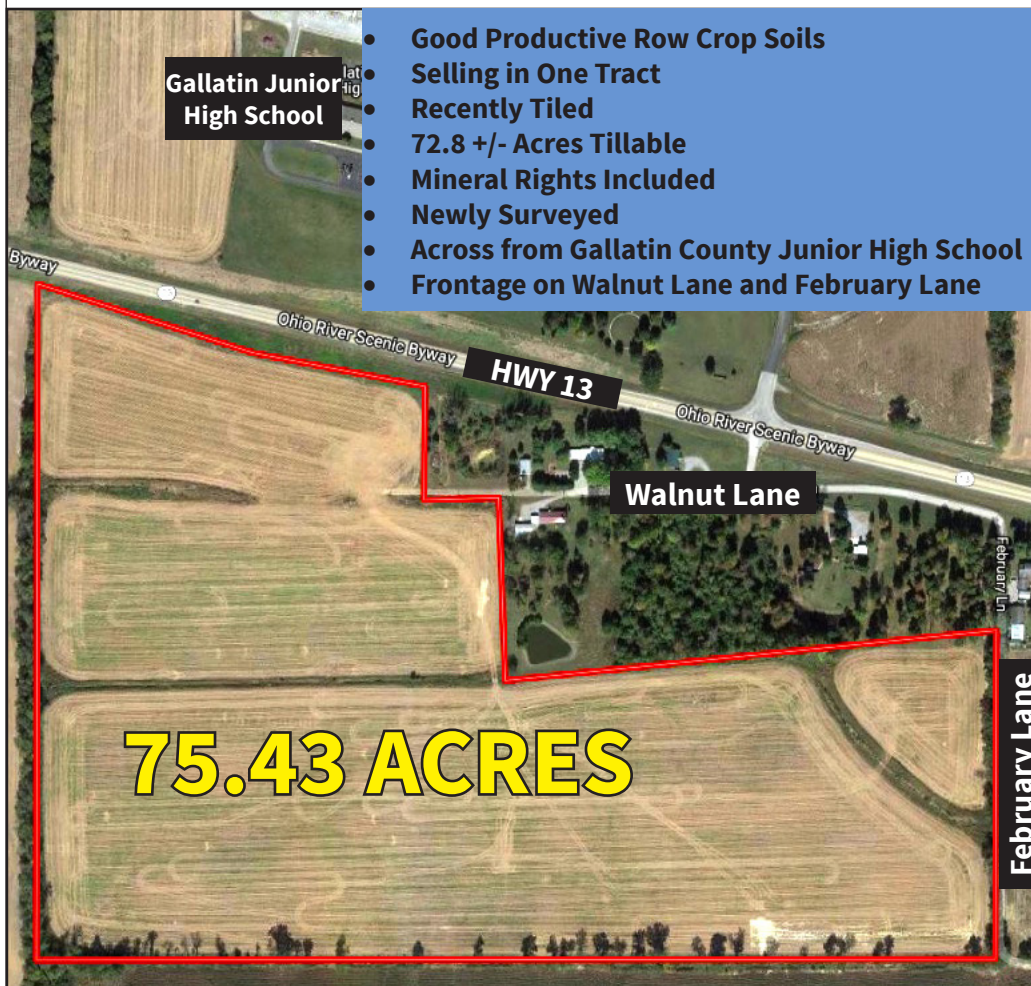 • Good Productive Row Crop Soils
• Selling in One Tract
• Recently Tiled
• 72.8 +/- Acres Tillable
• Mineral Rights Included
• Newly Surveyed
• Across from Gallatin County Junior High School
• Frontage on Walnut Lane and February Lane
Gallatin Junior
High School
Byway
13
Ohio River Scenic Byway
HWY 13
Ohio River Scenic Byway
13
Walnut Lane
February Ln
February Lane
75.43 ACRES